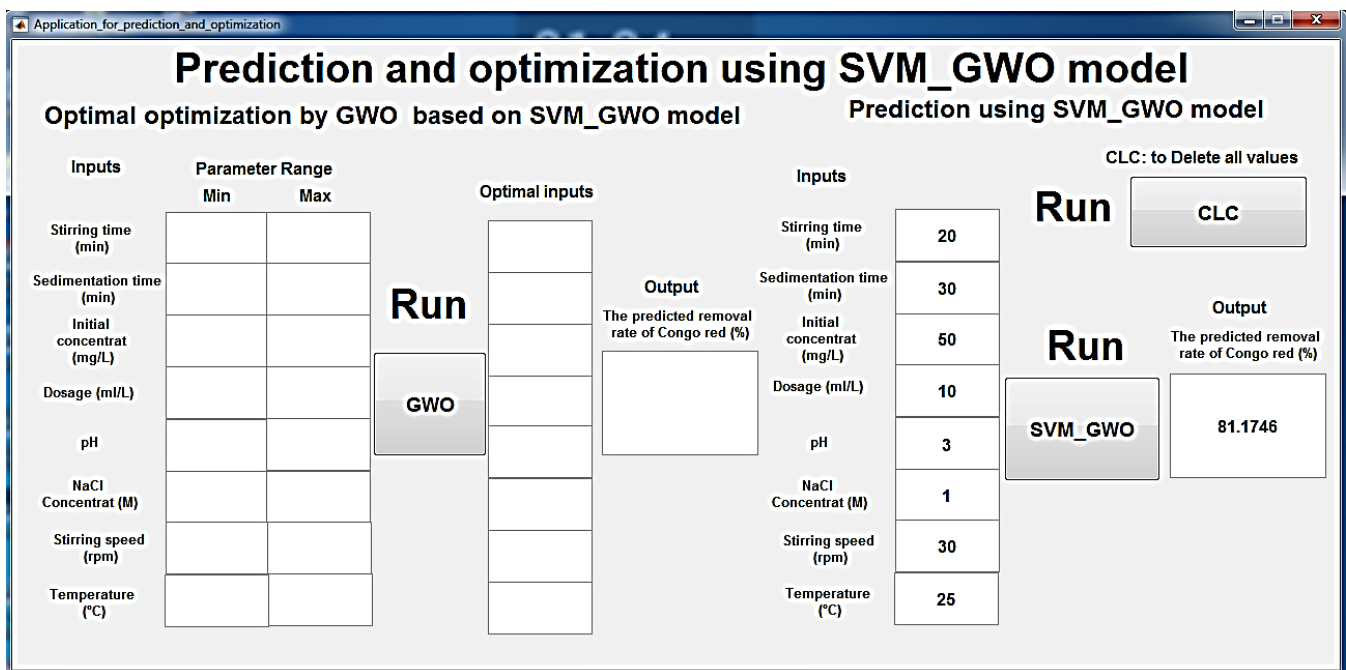 Application_for_prediction_and_optimization
Prediction and optimization using SVM_GWO model
Optimal optimization by GWO based on SVM_GWO model
Inputs
Parameter Range
Min Max
Optimal inputs
Stirring time
(min)
Sedimentation time
(min)
Initial
concentrat
(mg/L)
Dosage (ml/L)
pH
NaCl
Concentrat (M)
Stirring speed
(rpm)
Temperature
(°C)
Run
GWO
Output
The predicted removal
rate of Congo red (%)
Prediction using SVM_GWO model
CLC: to Delete all values
Run
CLC
Inputs
Stirring time
(min)
20
Sedimentation time
(min)
30
Initial
concentrat
(mg/L)
50
Dosage (ml/L)
10
pH
3
NaCl
Concentrat (M)
1
Stirring speed
(rpm)
30
Temperature
(°C)
25
Run
SVM_GWO
Output
The predicted removal
rate of Congo red (%)
81.1746